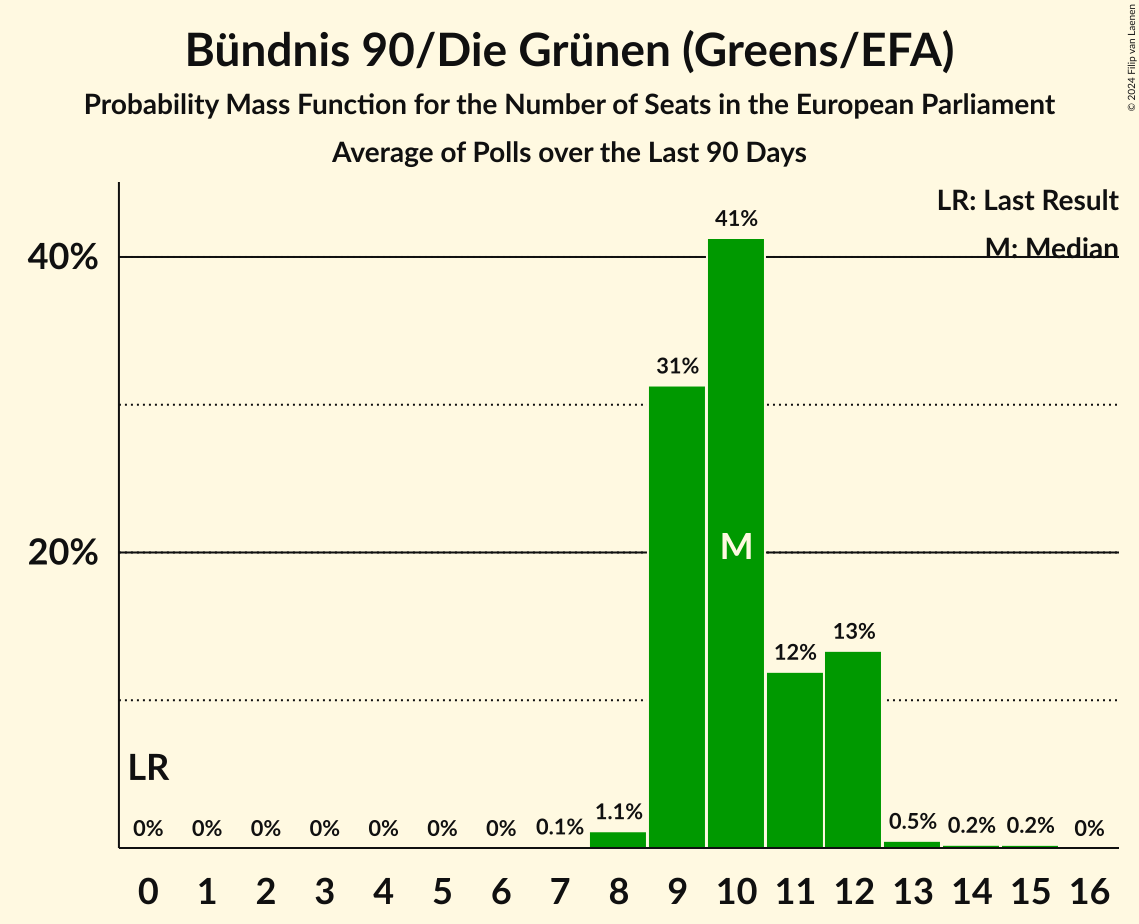 Bündnis 90/Die Grünen (Greens/EFA)
Probability Mass Function for the Number of Seats in the European Parliament
Average of Polls over the Last 90 Days
© 2024 Filip van Laenen
LR: Last Result
M: Median
40%
20%
41%
31%
M
13%
12%
LR
0% 0% 0% 0% 0% 0% 0% 0.1% 1.1% 0.5% 0.2% 0.2% 0%
0 1 2 3 4 5 6 7 8 9 10 11 12 13 14 15 16